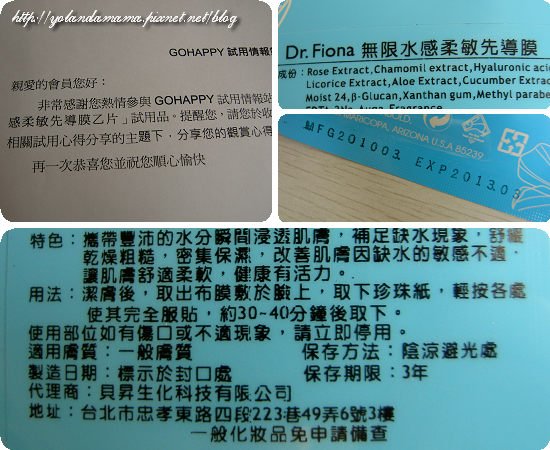 http://yolandamama.pixnet.net/blog
GOHAPPY 試用情報
親愛的會員您好：
非常感謝您熱情參與 GOHAPPY 試用情報站
感柔敏先導膜乙片」試用品。提醒您，請您於收
相關試用心得分享的主題下，分享您的觀賞心得
再一次恭喜您並祝您順心愉快
Dr. Fiona 無限水感柔敏先導膜
成份：Rose Extract, Chamomil extract, Hyaluronic acid
Licorice Extract, Aloe Extract, Cucumber Extra
Moist 24, β-Glucan, Xanthan gum, Methyl parabe
Fragrance
MARICOPA, ARIZONA U.S.A 85239
MFG201003 EXP2013.03
特色：攜帶豐沛的水分瞬間浸透肌膚，補足缺水現象，舒緩
乾燥粗糙，密集保濕，改善肌膚因缺水的敏感不適，
讓肌膚舒適柔軟，健康有活力。
用法：潔膚後，取出布膜敷於臉上，取下珍珠紙，輕按各處
使其完全服貼，約30~40分鐘後取下。
使用部位如有傷口或不適現象，請立即停用。
適用膚質：一般膚質 保存方法：陰涼避光處
製造日期：標示於封口處 保存期限：3年
代理商：貝昇生化科技有限公司
地址：台北市忠孝東路四段223巷49弄6號3樓
一般化妝品免申請備查